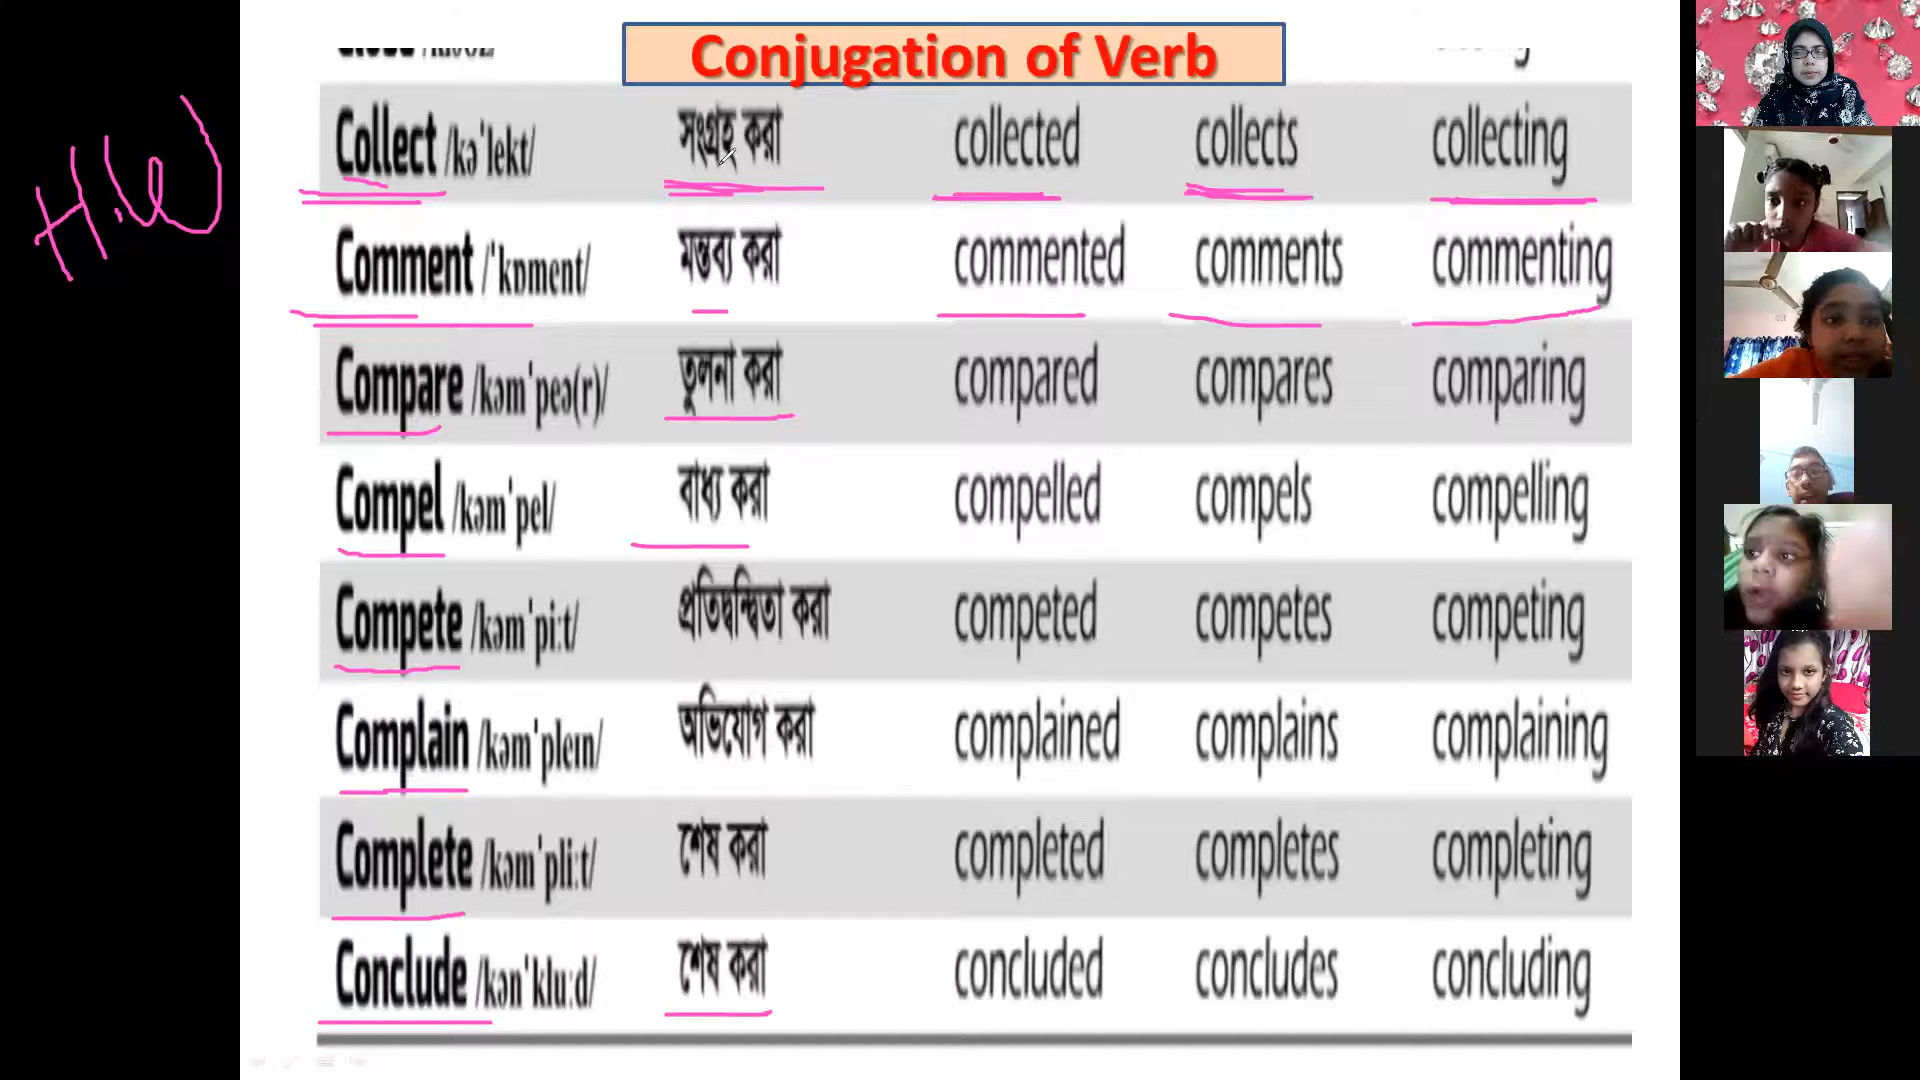 Conjugation of Verb
H.W
Collect /kəˈlekt/ সংগ্রহ করা collected collects collecting
Comment /ˈkɒment/ মন্তব্য করা commented comments commenting
Compare /kəmˈpeə(r)/ তুলনা করা compared compares comparing
Compel /kəmˈpel/ বাধ্য করা compelled compels compelling
Compete /kəmˈpiːt/ প্রতিদ্বন্দ্বিতা করা competed competes competing
Complain /kəmˈpleɪn/ অভিযোগ করা complained complains complaining
Complete /kəmˈpliːt/ শেষ করা completed completes completing
Conclude /kənˈkluːd/ শেষ করা concluded concludes concluding